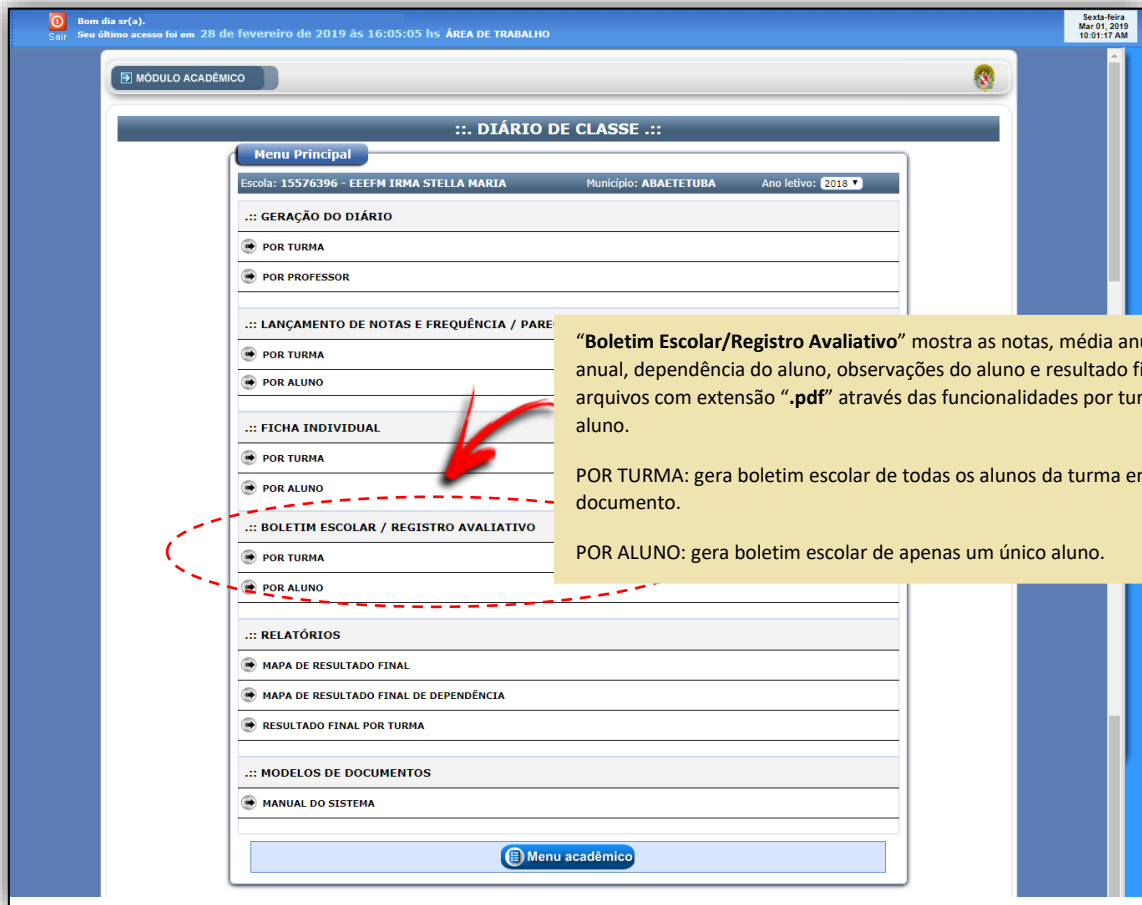 Bom dia sr(a).
Sair Seu último acesso foi em 28 de fevereiro de 2019 às 16:05:05 hs ÁREA DE TRABALHO
Sexta-feira
Mar 01, 2019
10:01:17 AM
MÓDULO ACADÊMICO
::. DIÁRIO DE CLASSE .::
Menu Principal
Escola: 15576396 - EEEFM IRMA STELLA MARIA Município: ABAETETUBA Ano letivo: 2018
.:: GERAÇÃO DO DIÁRIO
POR TURMA
POR PROFESSOR
.:: LANÇAMENTO DE NOTAS E FREQUÊNCIA /
POR TURMA
POR ALUNO
.:: FICHA INDIVIDUAL
POR TURMA
POR ALUNO
.:: BOLETIM ESCOLAR / REGISTRO AVALIATIVO
POR TURMA
POR ALUNO
“Boletim Escolar/Registro Avaliativo” mostra as notas, média
anual, dependência do aluno, observações do aluno e resultado
arquivos com extensão “.pdf” através das funcionalidades por
aluno.
POR TURMA: gera boletim escolar de todas os alunos da turma
documento.
POR ALUNO: gera boletim escolar de apenas um único aluno.
.:: RELATÓRIOS
MAPA DE RESULTADO FINAL
MAPA DE RESULTADO FINAL DE DEPENDÊNCIA
RESULTADO FINAL POR TURMA
.:: MODELOS DE DOCUMENTOS
MANUAL DO SISTEMA
Menu acadêmico